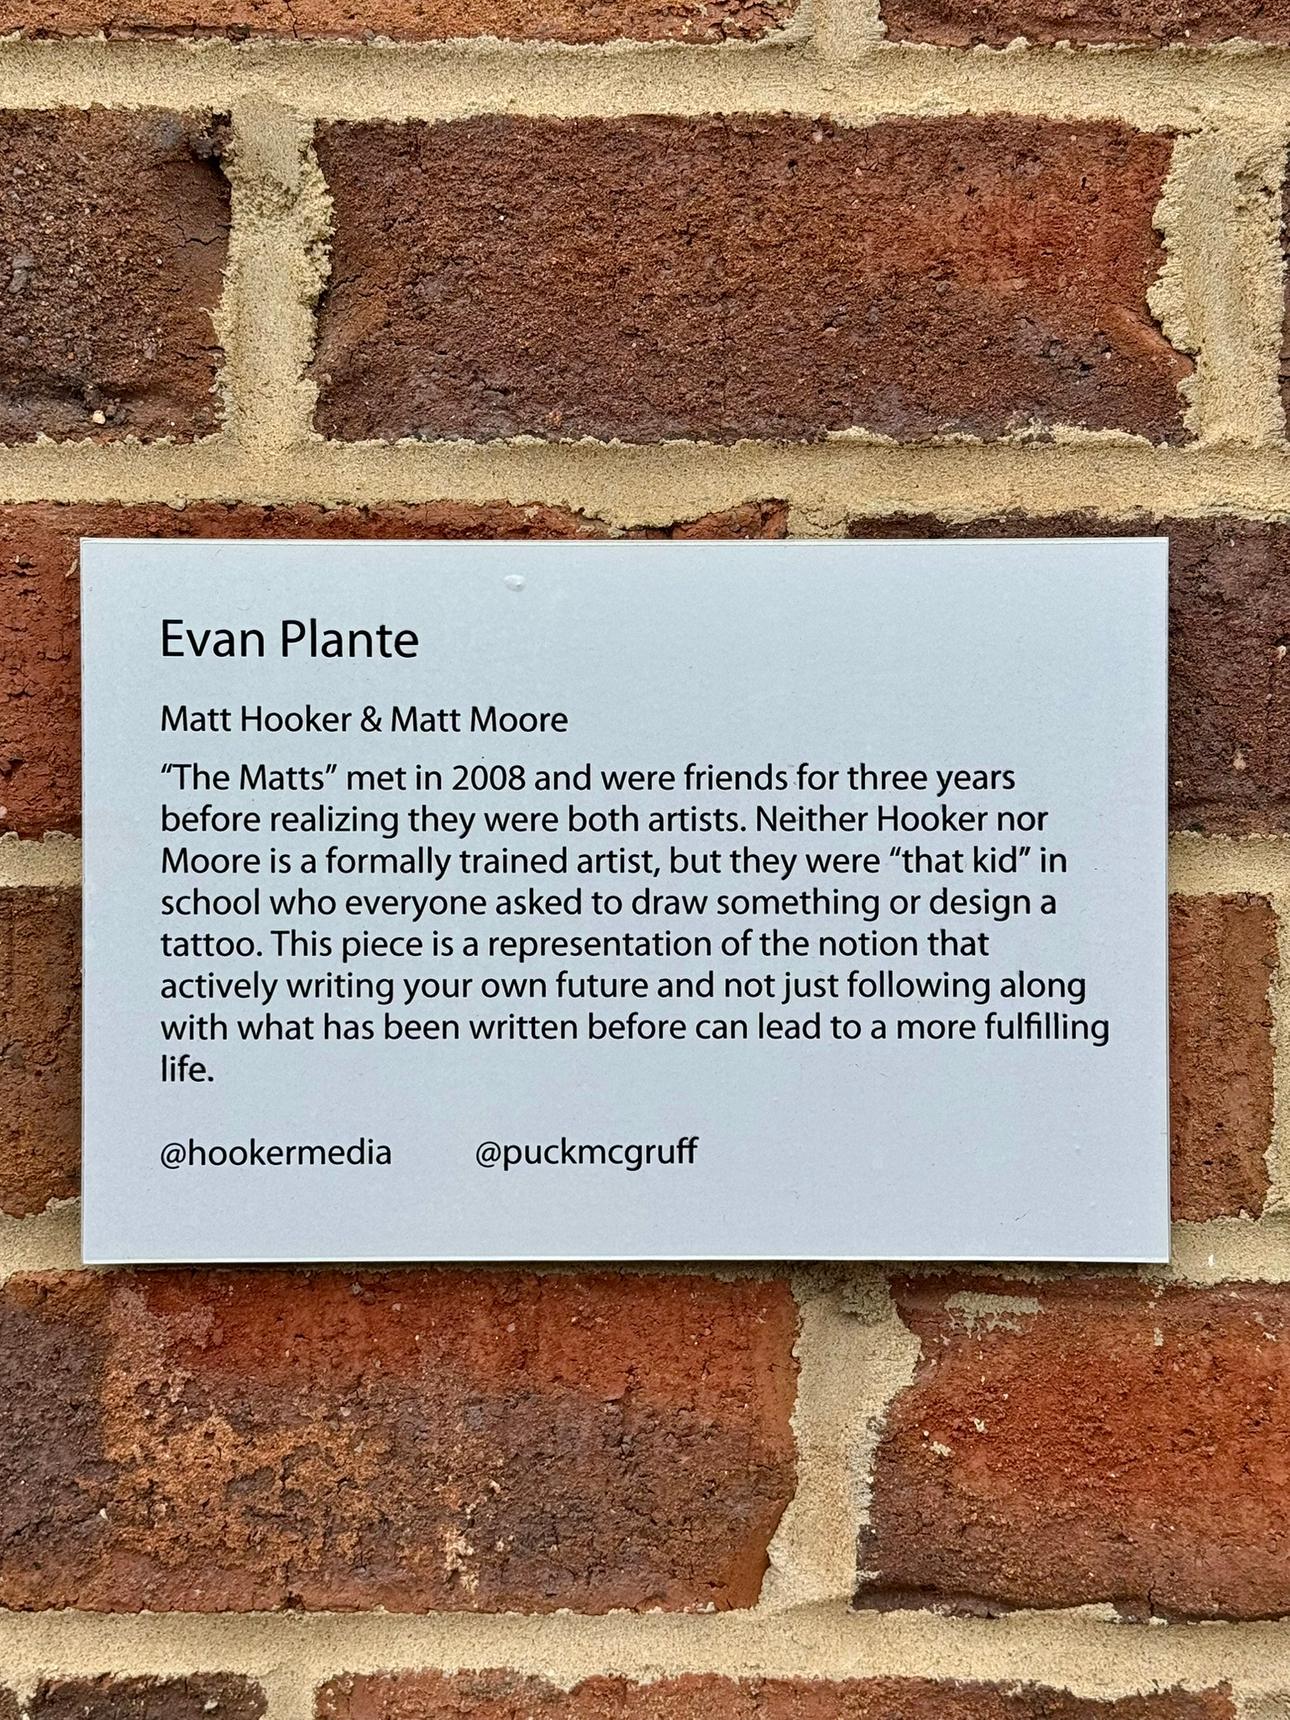 Evan Plante
Matt Hooker & Matt Moore
“The Matts” met in 2008 and were friends for three years
before realizing they were both artists. Neither Hooker nor
Moore is a formally trained artist, but they were “that kid” in
school who everyone asked to draw something or design a
tattoo. This piece is a representation of the notion that
actively writing your own future and not just following along
with what has been written before can lead to a more fulfilling
life.
@hookermedia @puckmcgruff